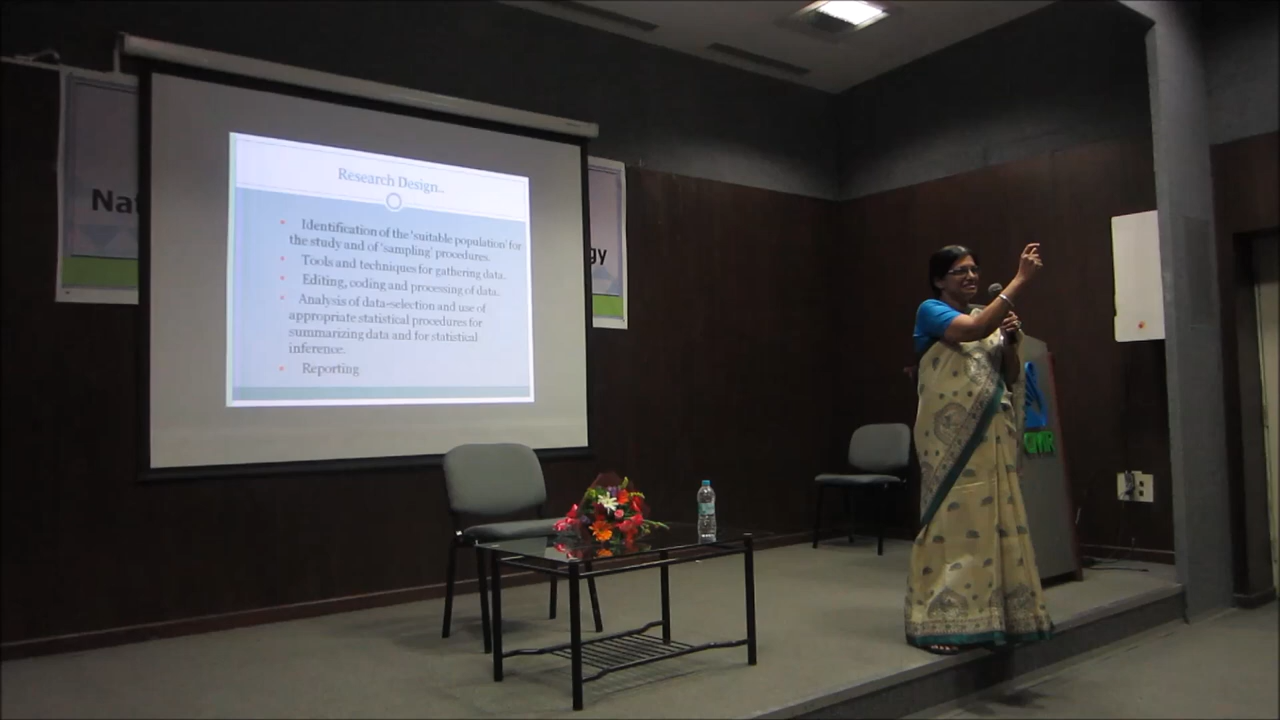 Nat
gy
Research Design..
Identification of the 'suitable population' for
the study and of 'sampling' procedures.
Tools and techniques for gathering data..
Editing, coding and processing of data..
Analysis of data-selection and use of
appropriate statistical procedures for
summarizing data and for statistical
inference.
Reporting